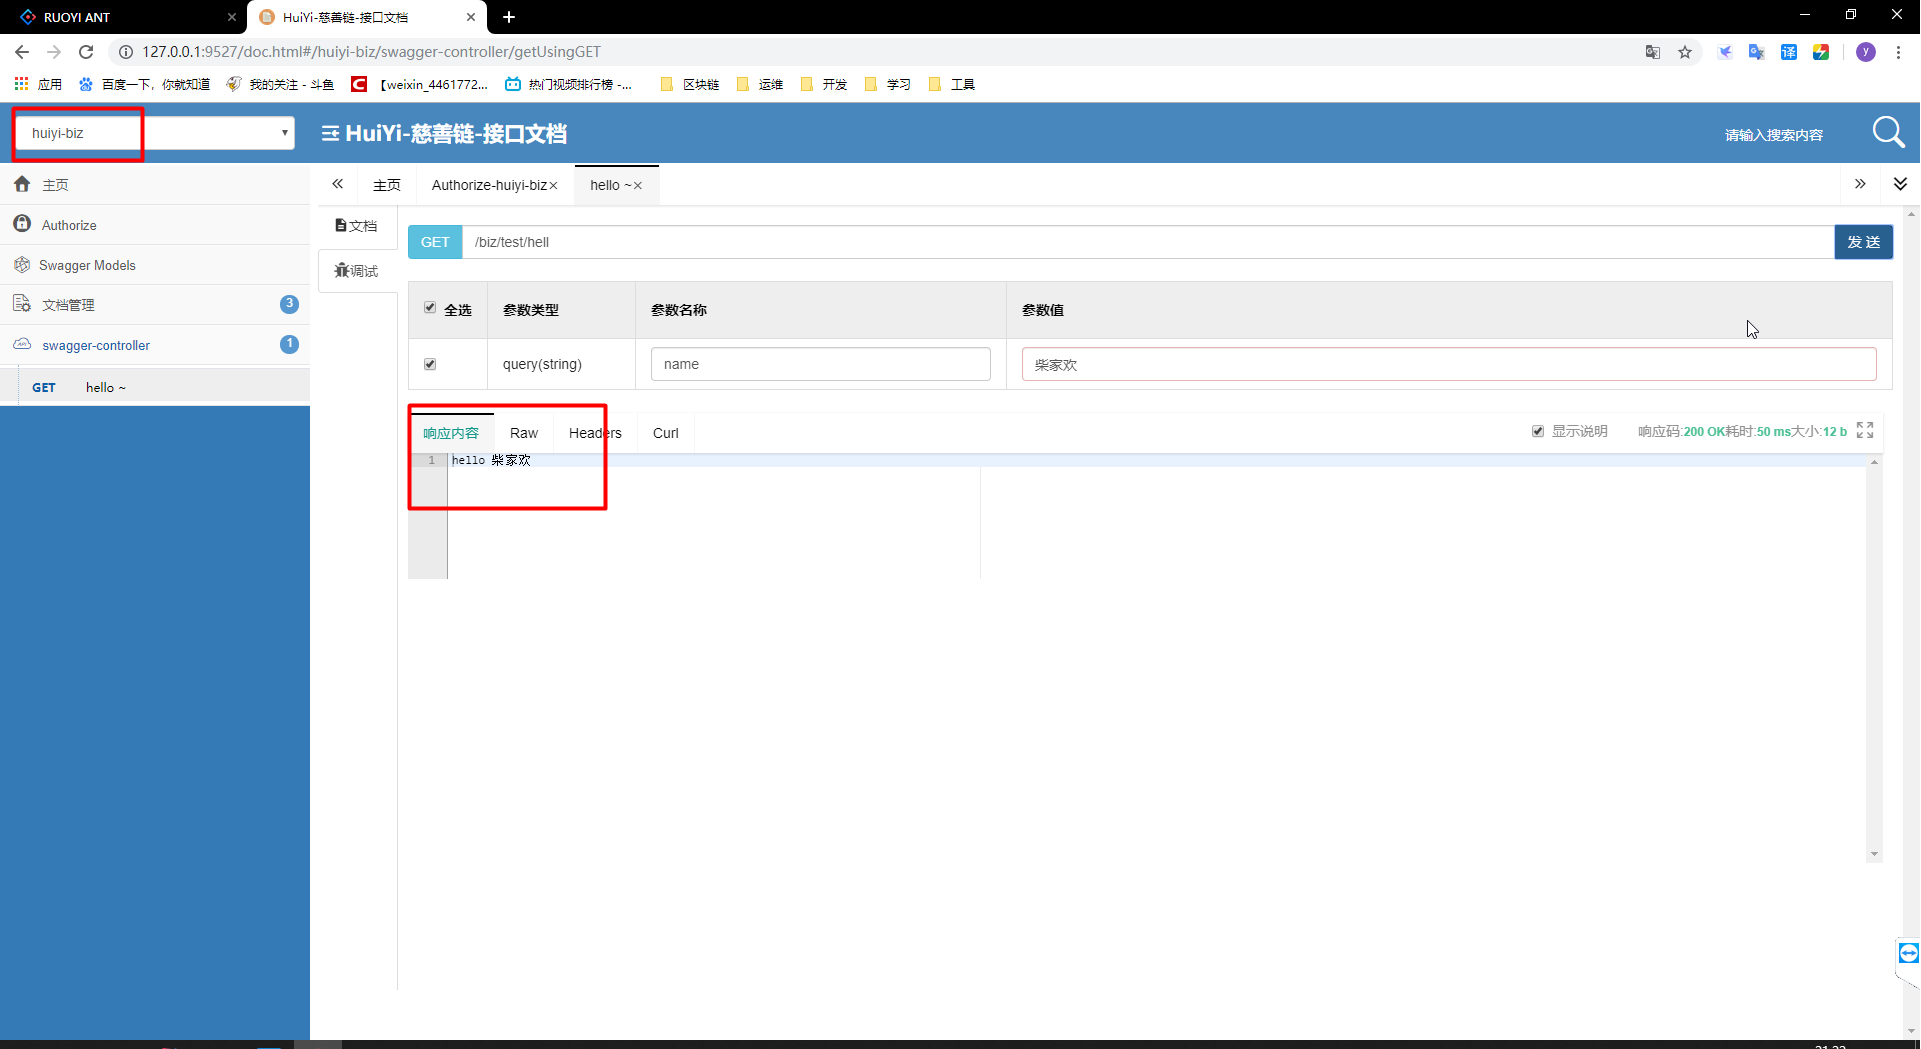 RUOYI ANT
HuiYi-慈善链-接口文档
127.0.0.1:9527/doc.html#/huiyi-biz/swagger-controller/getUsingGET
译
y
应用
百度一下，你就知道
我的关注 - 斗鱼
C
【weixin_4461772...
热门视频排行榜 -...
区块链
运维
开发
学习
工具
huiyi-biz
HuiYi-慈善链-接口文档
请输入搜索内容
主页
Authorize
Swagger Models
文档管理 3
swagger-controller 1
GET hello ~
主页
Authorize-huiyi-biz×
hello ~×
文档
调试
GET /biz/test/hell 发 送
全选 参数类型 参数名称 参数值
query(string) name 柴家欢
响应内容 Raw Headers Curl
显示说明 响应码:200 OK耗时:50 ms大小:12 b
1 hello 柴家欢